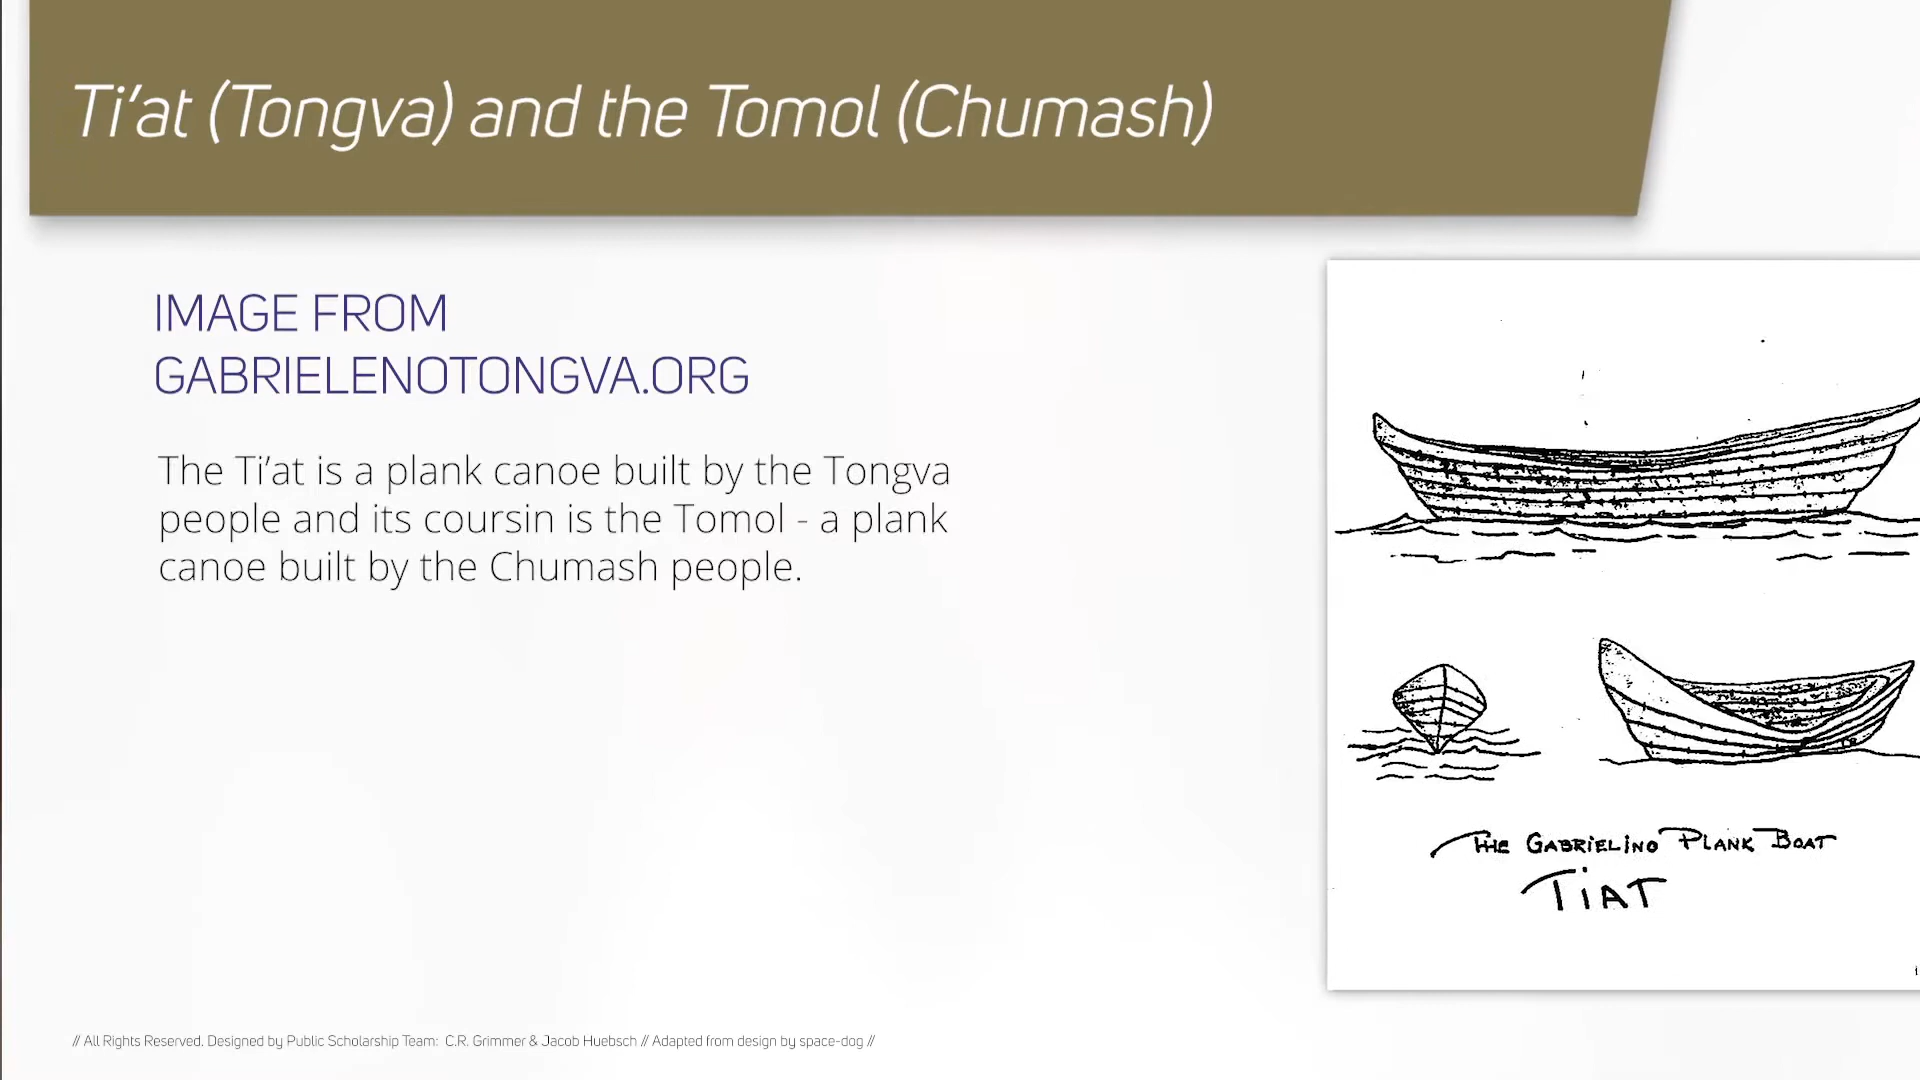 Ti’at (Tongva) and the Tomol (Chumash)
IMAGE FROM
GABRIELENOTONGVA.ORG
The Ti’at is a plank canoe built by the Tongva
people and its coursin is the Tomol - a plank
canoe built by the Chumash people.
THE GABRIELINO PLANK BOAT
TIAT
// All Rights Reserved. Designed by Public Scholarship Team: C.R. Grimmer & Jacob Huebsch // Adapted from design by space-dog //